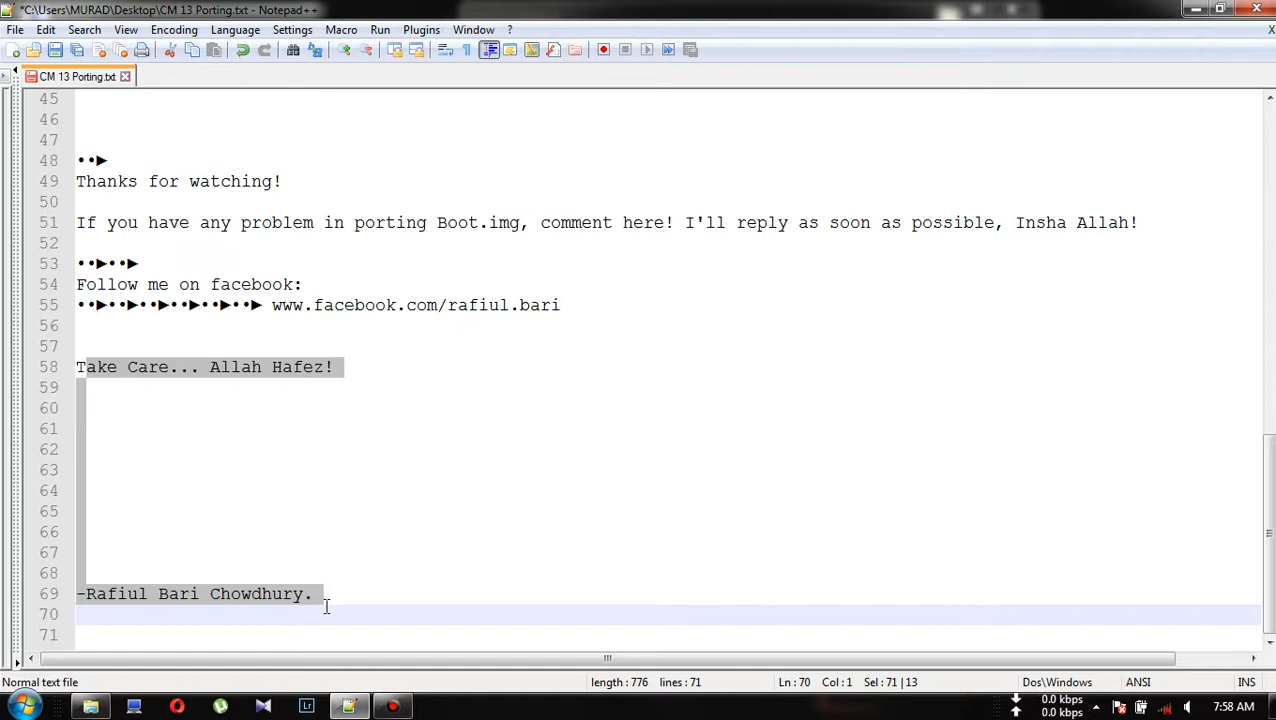 *C:\Users\MURAD\Desktop\CM 13 Porting.txt - Notepad++
File Edit Search View Encoding Language Settings Macro Run Plugins Window ? X
CM 13 Porting.txt
45
46
47
48 ••►
49 Thanks for watching!
50
51 If you have any problem in porting Boot.img, comment here! I'll reply as soon as possible, Insha Allah!
52
53 ••►••►
54 Follow me on facebook:
55 ••►••►••►••►••►••► www.facebook.com/rafiul.bari
56
57
58 Take Care... Allah Hafez!
59
60
61
62
63
64
65
66
67
68
69 -Rafiul Bari Chowdhury.
70
71
Normal text file length : 776 lines : 71 Ln : 70 Col : 1 Sel : 71 | 13 Dos\Windows ANSI INS
Lr 0.0 kbps
0.0 kbps 7:58 AM